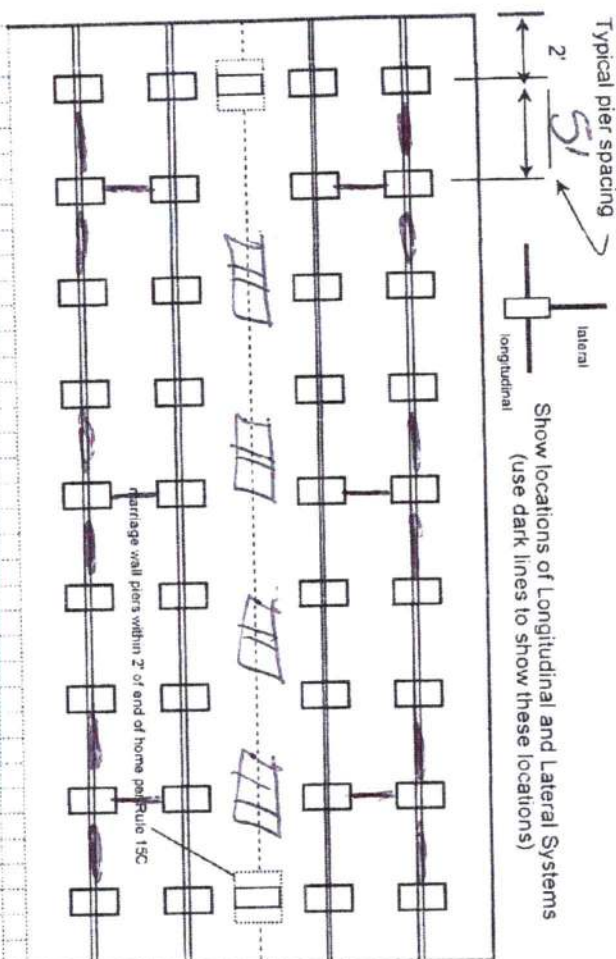 Typical pier spacing
2'
5'
lateral
longitudinal
Show locations of Longitudinal and Lateral Systems
(use dark lines to show these locations)
marriage wall piers within 2' of end of home per Rule 15C